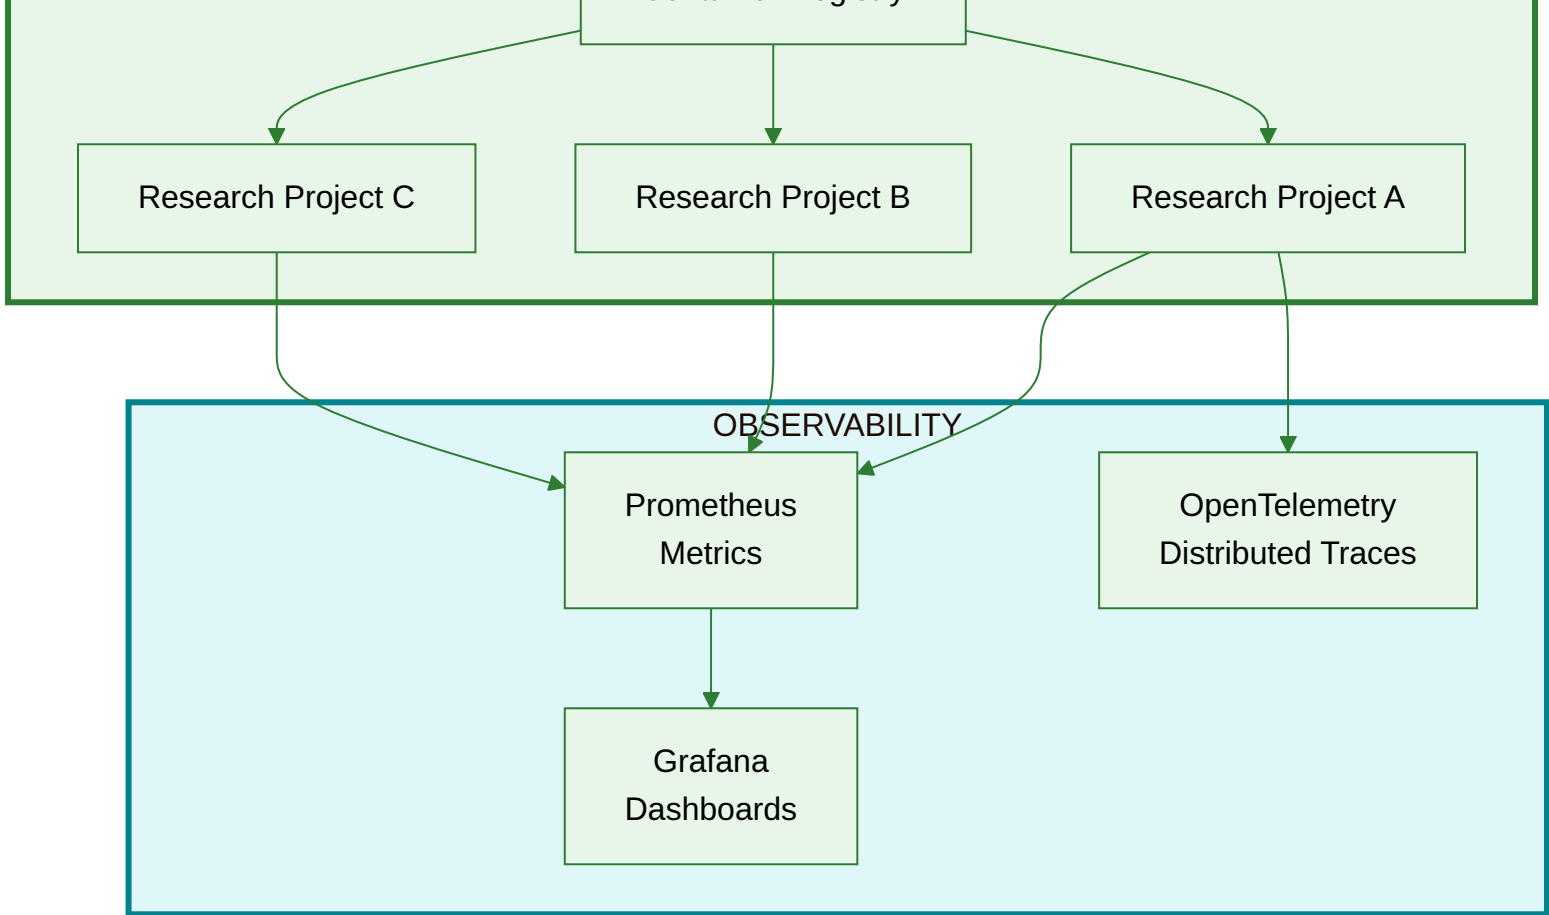 Research Project C
Research Project B
Research Project A
OBSERVABILITY
Prometheus
Metrics
OpenTelemetry
Distributed Traces
Grafana
Dashboards